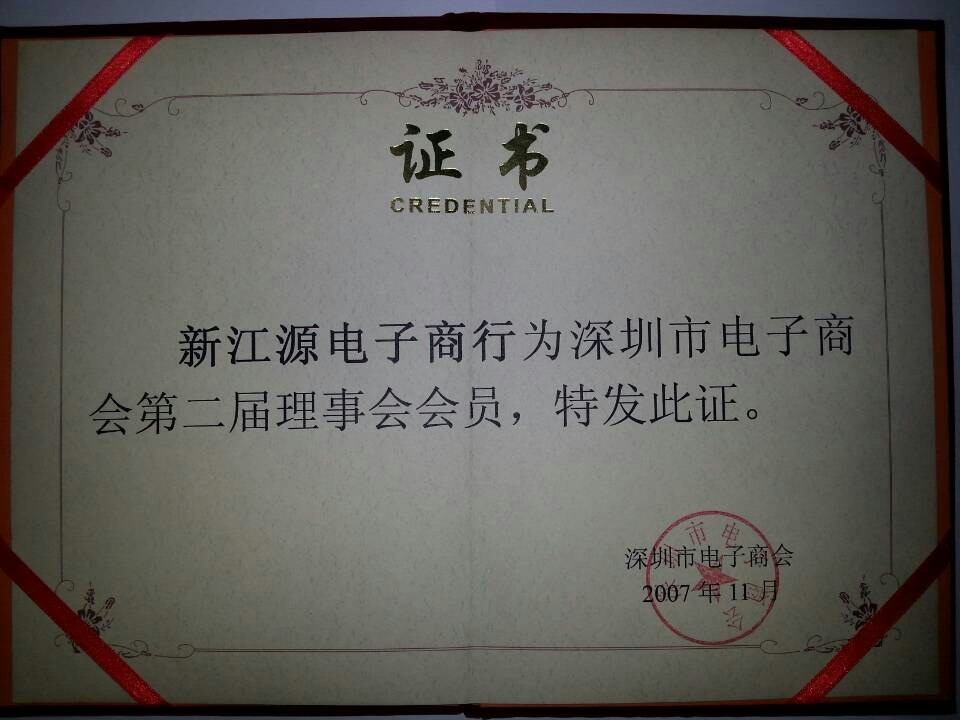 证书
CREDENTIAL
新江源电子商行为深圳市电子商
会第二届理事会会员，特发此证。
深圳市电子商会
2007年11月